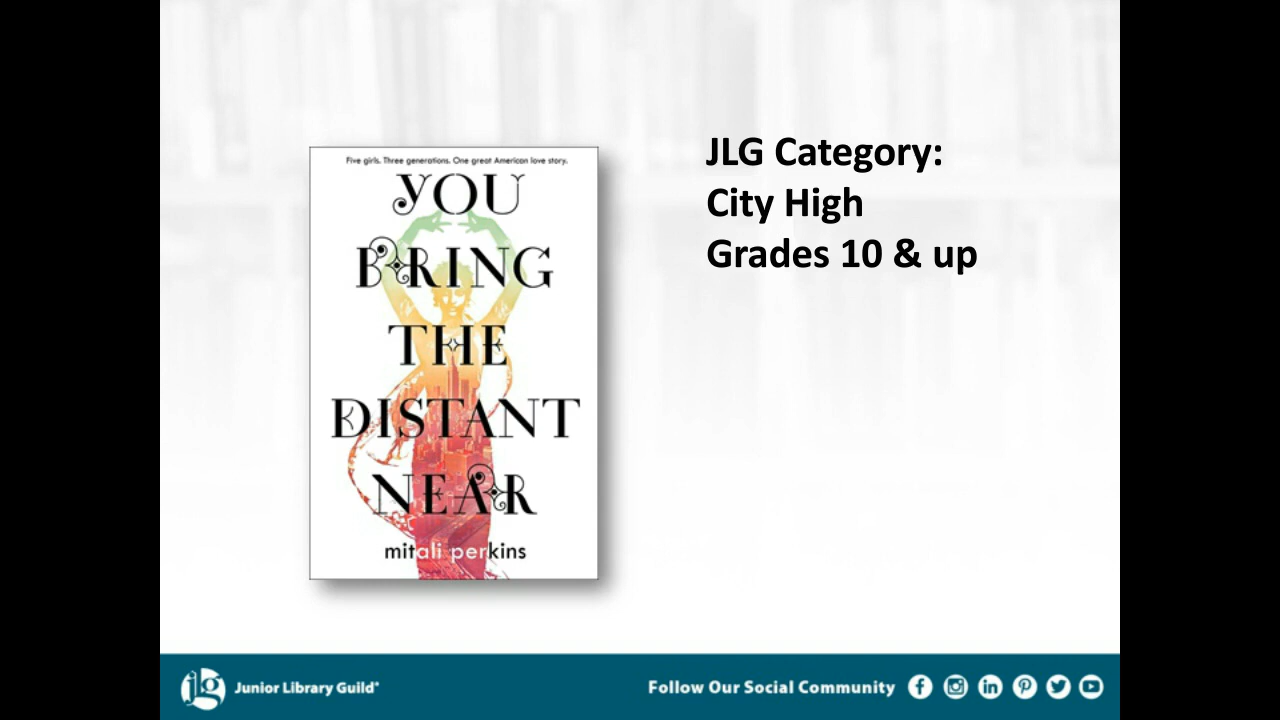 Five girls. Three generations. One great American love story.
YOU
BRING
THE
DISTANT
NEAR
mitali perkins
JLG Category:
City High
Grades 10 & up
jlg Junior Library Guild®
Follow Our Social Community